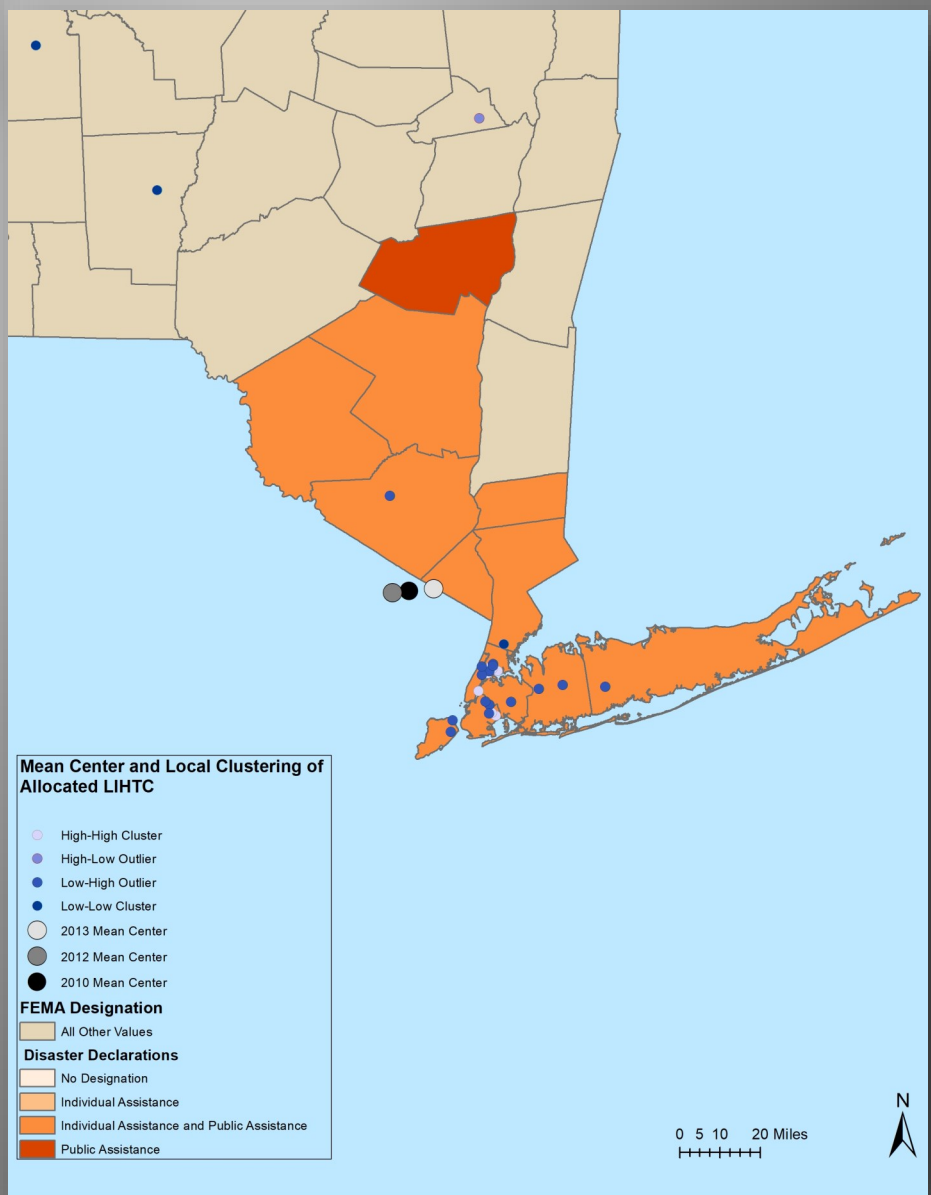 Mean Center and Local Clustering of
Allocated LIHTC
High-High Cluster
High-Low Outlier
Low-High Outlier
Low-Low Cluster
2013 Mean Center
2012 Mean Center
2010 Mean Center
FEMA Designation
All Other Values
Disaster Declarations
No Designation
Individual Assistance
Individual Assistance and Public Assistance
Public Assistance
N
0 5 10 20 Miles